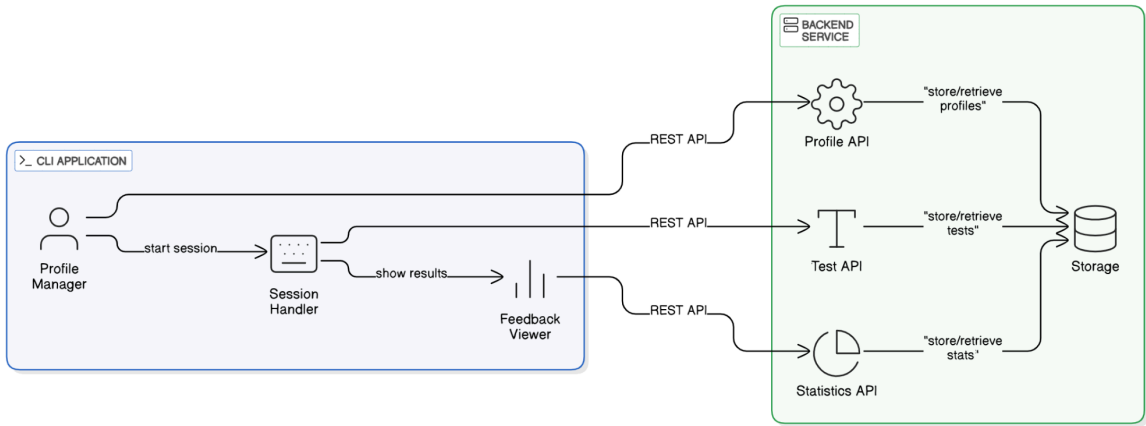 >_ CLI APPLICATION
Profile
Manager
start session
Session
Handler
show results
Feedback
Viewer
REST API
REST API
REST API
BACKEND
SERVICE
Profile API
"store/retrieve
profiles"
Test API
"store/retrieve
tests"
Statistics API
"store/retrieve
stats"
Storage